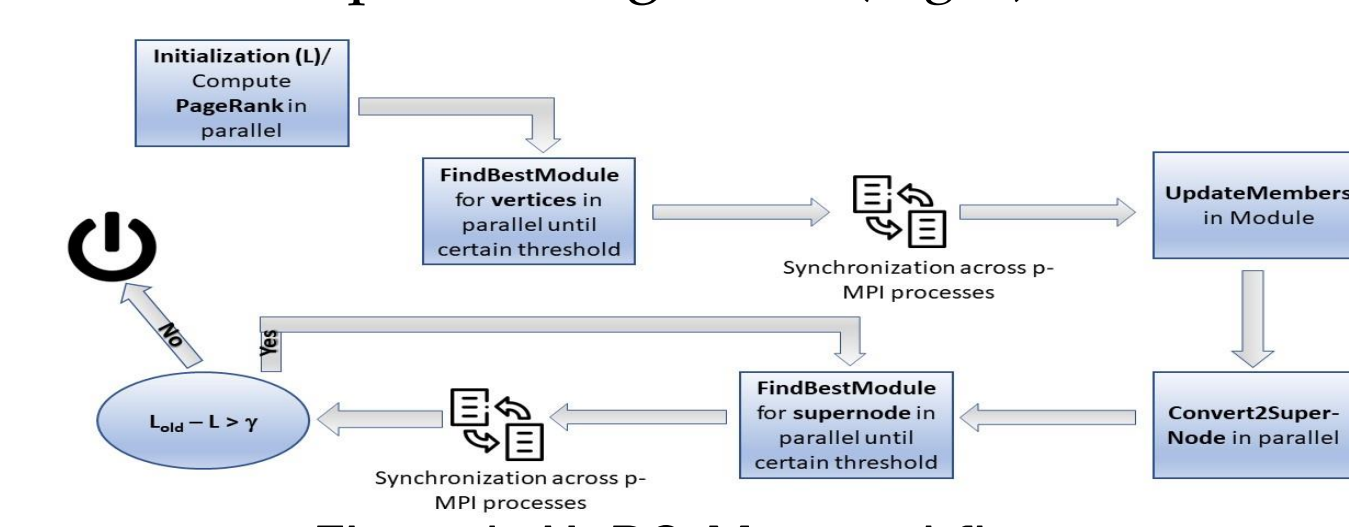 Initialization (L)/
Compute
PageRank in
parallel
FindBestModule
for vertices in
parallel until
certain threshold
Synchronization across p-
MPI processes
UpdateMembers
in Module
Convert2Super-
Node in parallel
FindBestModule
for supernode in
parallel until
certain threshold
Synchronization across p-
MPI processes
Lold – L > γ
Yes
No